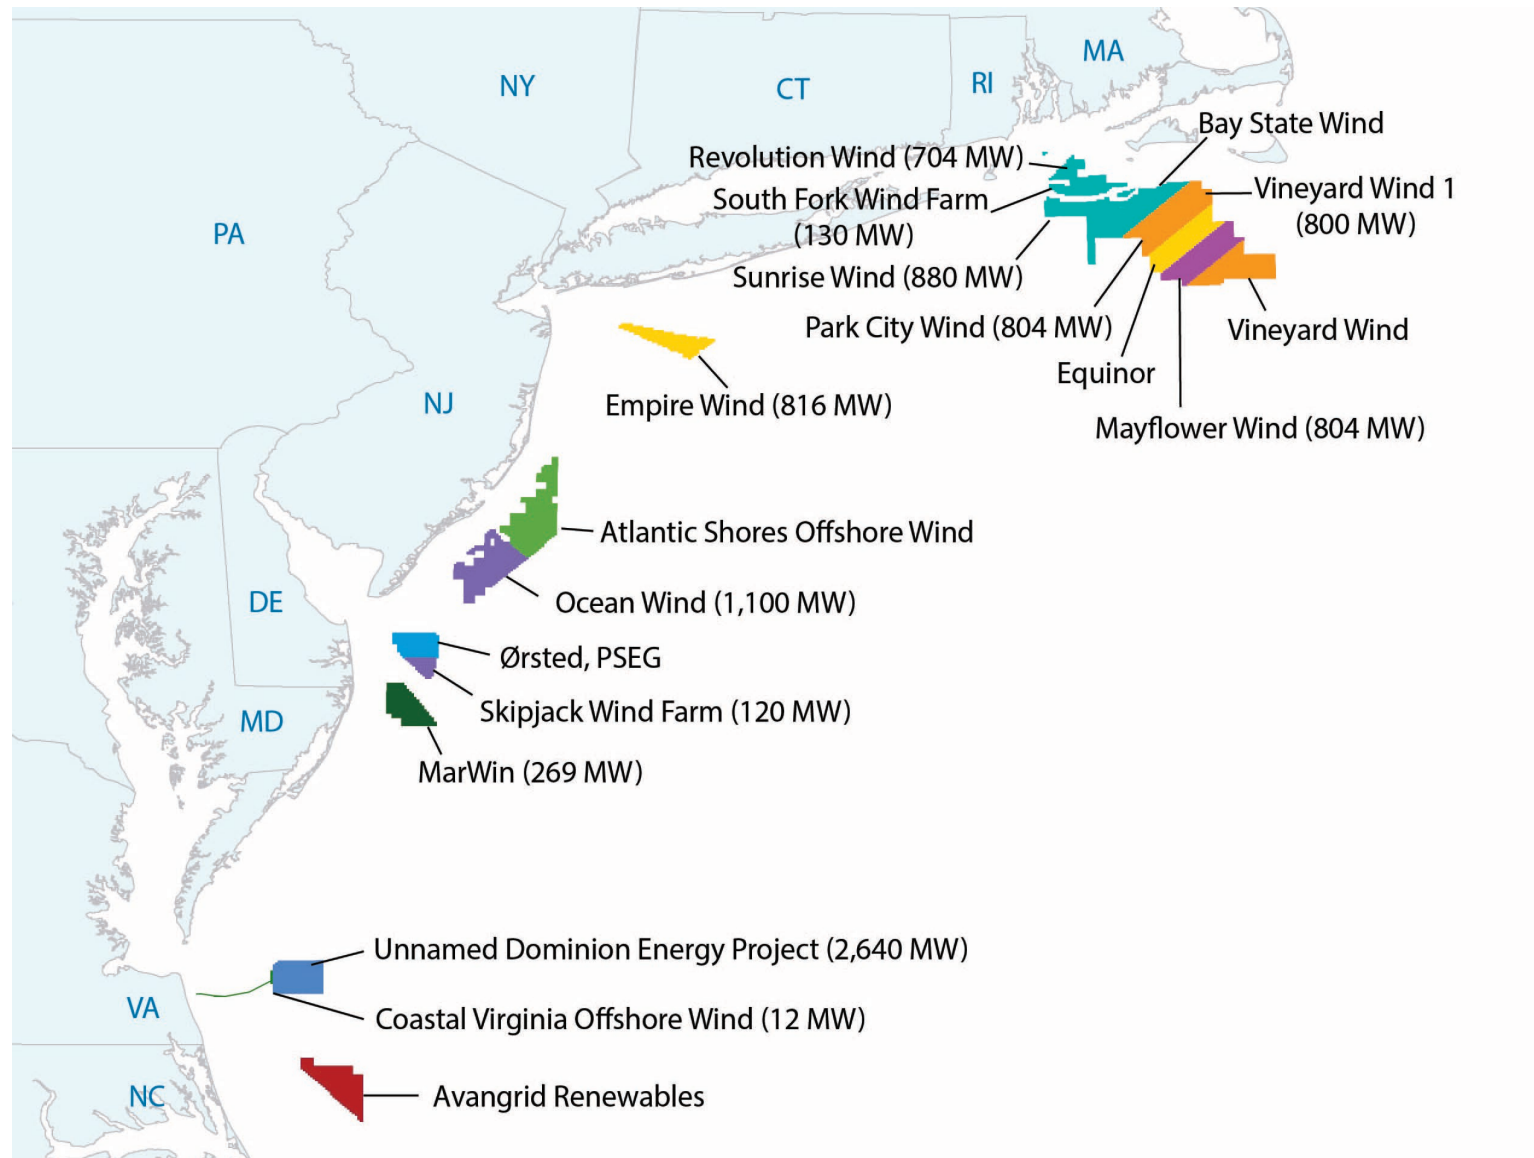 MA
NY
CT
RI
Bay State Wind
Revolution Wind (704 MW)
South Fork Wind Farm
(130 MW)
Vineyard Wind 1
(800 MW)
PA
Sunrise Wind (880 MW)
Park City Wind (804 MW)
Vineyard Wind
Equinor
NJ
Empire Wind (816 MW)
Mayflower Wind (804 MW)
Atlantic Shores Offshore Wind
DE
Ocean Wind (1,100 MW)
Ørsted, PSEG
MD
Skipjack Wind Farm (120 MW)
MarWin (269 MW)
Unnamed Dominion Energy Project (2,640 MW)
VA
Coastal Virginia Offshore Wind (12 MW)
NC
Avangrid Renewables